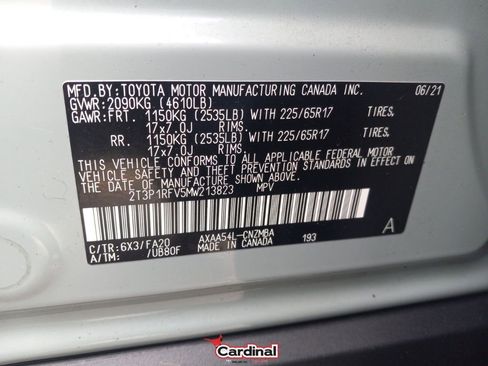 MFD. BY: TOYOTA MOTOR MANUFACTURING CANADA INC. 06/21
GVWR: 2090KG (4610LB)
GAWR: FRT. 1150KG (2535LB) WITH 225/65R17 TIRES,
17x7.0J RIMS.
RR. 1150KG (2535LB) WITH 225/65R17 TIRES,
17x7.0J RIMS.
THIS VEHICLE CONFORMS TO ALL APPLICABLE FEDERAL MOTOR
VEHICLE SAFETY AND THEFT PREVENTION STANDARDS IN EFFECT
ON THE DATE OF MANUFACTURE SHOWN ABOVE.
2T3P1RFV5MW213823 MPV
A
C/TR: 6X3/FA20 AXAA54L-CNZMBA 193
A/TM: /UB80F MADE IN CANADA
Cardinal